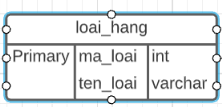 loai_hang
Primary ma_loai int
ten_loai varchar